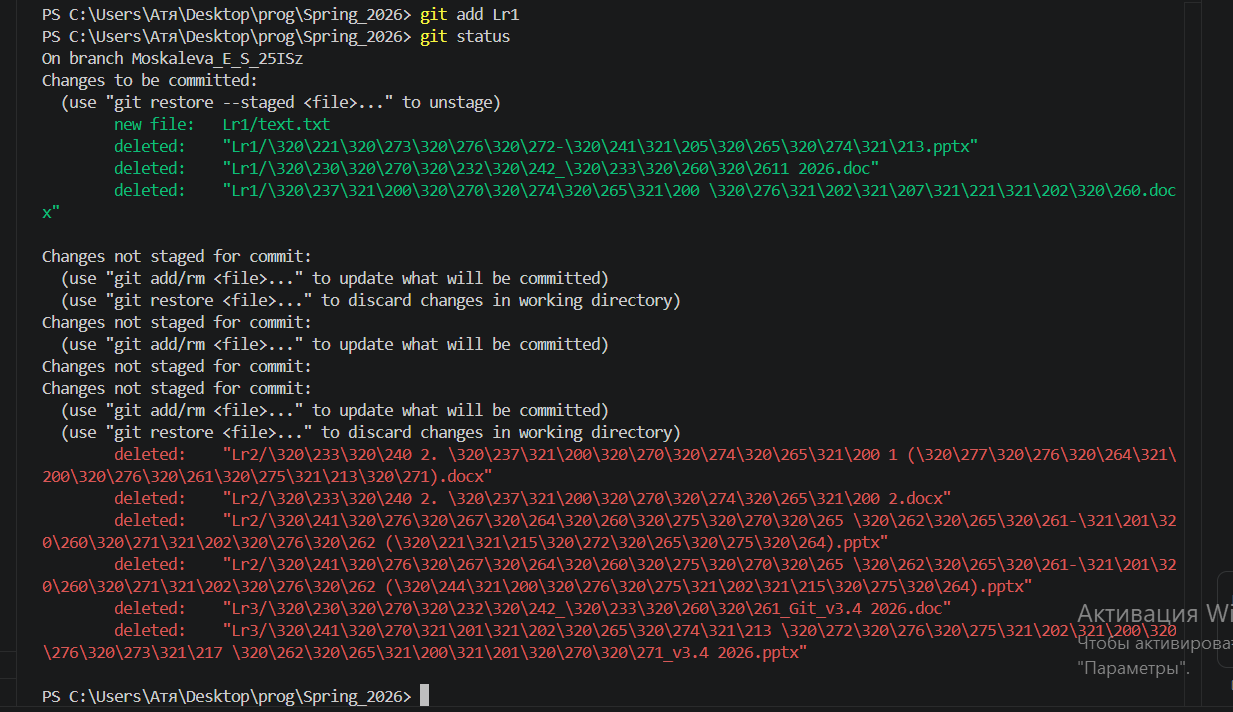 PS C:\Users\Атя\Desktop\prog\Spring_2026> git add Lr1
PS C:\Users\Атя\Desktop\prog\Spring_2026> git status
On branch Moskaleva_E_S_25ISz
Changes to be committed:
  (use "git restore --staged <file>..." to unstage)
        new file:   Lr1/text.txt
        deleted:    "Lr1/\320\221\320\273\320\276\320\272-\320\241\321\205\320\265\320\274\321\213.pptx"
        deleted:    "Lr1/\320\230\320\270\320\232\320\242_\320\233\320\260\320\2611 2026.doc"
        deleted:    "Lr1/\320\237\321\200\320\270\320\274\320\265\321\200 \320\276\321\202\321\207\321\221\321\202\320\260.doc
x"
Changes not staged for commit:
  (use "git add/rm <file>..." to update what will be committed)
  (use "git restore <file>..." to discard changes in working directory)
Changes not staged for commit:
  (use "git add/rm <file>..." to update what will be committed)
Changes not staged for commit:
Changes not staged for commit:
  (use "git add/rm <file>..." to update what will be committed)
  (use "git restore <file>..." to discard changes in working directory)
        deleted:    "Lr2/\320\233\320\240 2. \320\237\321\200\320\270\320\274\320\265\321\200 1 (\320\277\320\276\320\264\321\
200\320\276\320\261\320\275\321\213\320\271).docx"
        deleted:    "Lr2/\320\233\320\240 2. \320\237\321\200\320\270\320\274\320\265\321\200 2.docx"
        deleted:    "Lr2/\320\241\320\276\320\267\320\264\320\260\320\275\320\270\320\265 \320\262\320\265\320\261-\321\201\32
0\260\320\271\321\202\320\276\320\262 (\320\221\321\215\320\272\320\265\320\275\320\264).pptx"
        deleted:    "Lr2/\320\241\320\276\320\267\320\264\320\260\320\275\320\270\320\265 \320\262\320\265\320\261-\321\201\32
0\260\320\271\321\202\320\276\320\262 (\320\244\321\200\320\276\320\275\321\202\321\215\320\275\320\264).pptx"
        deleted:    "Lr3/\320\230\320\270\320\232\320\242_\320\233\320\260\320\261_Git_v3.4 2026.doc"
        deleted:    "Lr3/\320\241\320\270\321\201\321\202\320\265\320\274\321\213 \320\272\320\276\320\275\321\202\321\200\320
\276\320\273\321\217 \320\262\320\265\321\200\321\201\320\270\320\271_v3.4 2026.pptx"
PS C:\Users\Атя\Desktop\prog\Spring_2026>
Активация Wi
Чтобы активирова
"Параметры".